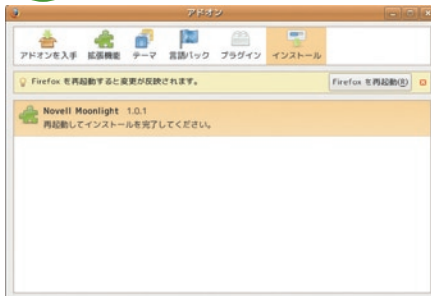 アドオン
アドオンを入手 拡張機能 テーマ 言語パック プラグイン インストール
Firefox を再起動すると変更が反映されます。 Firefox を再起動(R)
Novell Moonlight 1.0.1
再起動してインストールを完了してください。